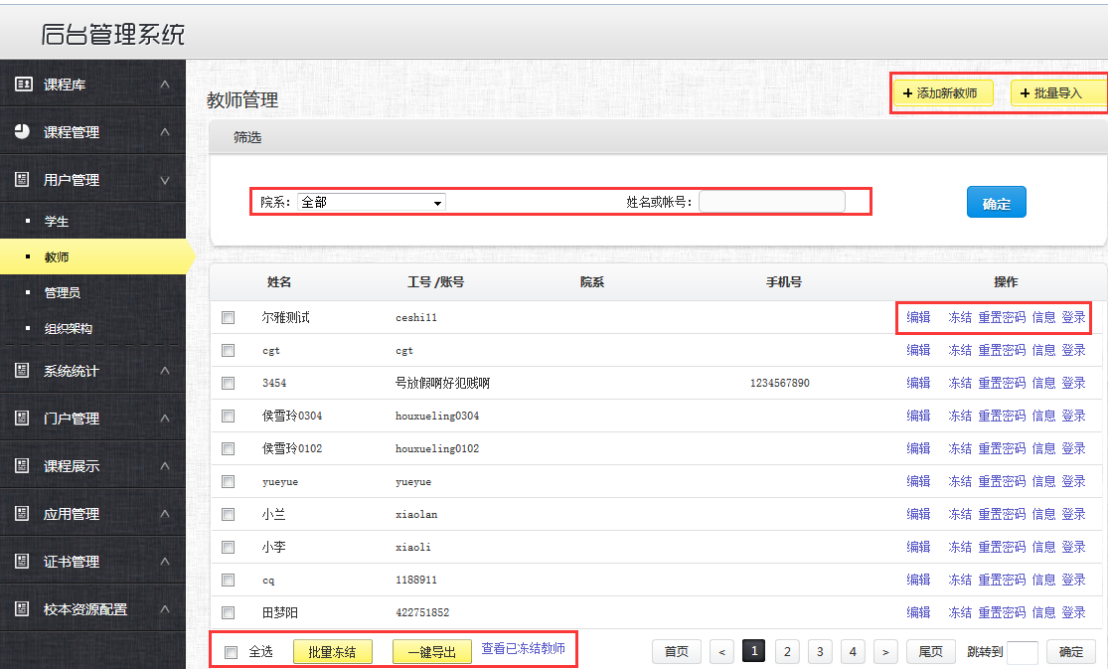 后台管理系统
课程库
课程管理
用户管理
学生
教师
管理员
组织架构
系统统计
门户管理
课程展示
应用管理
证书管理
校本资源配置
教师管理
+ 添加新教师 + 批量导入
筛选
院系: 全部 姓名或帐号: 确定
姓名 工号/账号 院系 手机号 操作
尔雅测试 ceshi11 编辑 冻结 重置密码 信息 登录
cgt cgt 编辑 冻结 重置密码 信息 登录
3454 号放假啊好犯贱啊 1234567890 编辑 冻结 重置密码 信息 登录
侯雪玲0304 houxueling0304 编辑 冻结 重置密码 信息 登录
侯雪玲0102 houxueling0102 编辑 冻结 重置密码 信息 登录
yueyue yueyue 编辑 冻结 重置密码 信息 登录
小兰 xiaolan 编辑 冻结 重置密码 信息 登录
小李 xiaoli 编辑 冻结 重置密码 信息 登录
cq 1188911 编辑 冻结 重置密码 信息 登录
田梦阳 422751852 编辑 冻结 重置密码 信息 登录
全选 批量冻结 一键导出 查看已冻结教师 首页 < 1 2 3 4 > 尾页 跳转到 确定